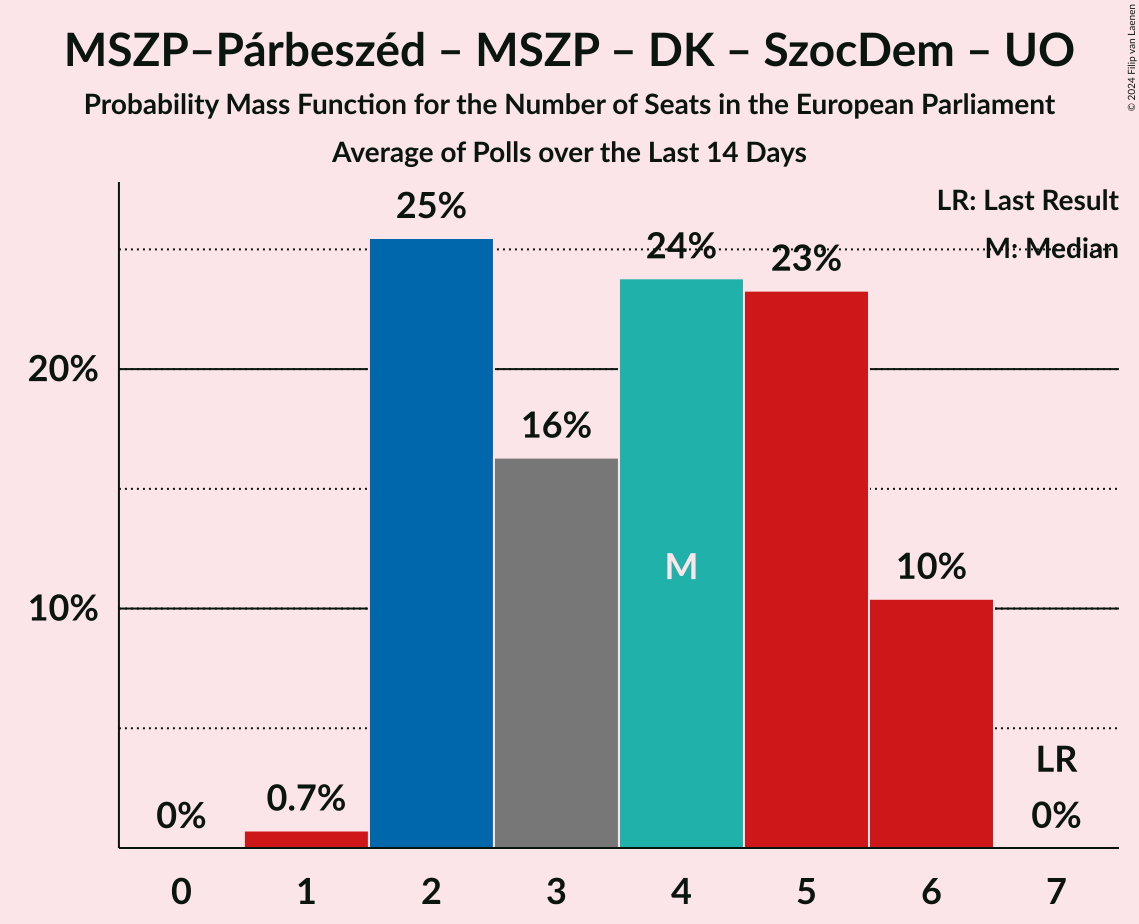 MSZP–Párbeszéd – MSZP – DK – SzocDem – UO
Probability Mass Function for the Number of Seats in the European Parliament
Average of Polls over the Last 14 Days
© 2024 Filip van Laenen
LR: Last Result
M: Median
25%
24%
23%
20%
16%
M
10%
10%
LR
0%
0.7%
0%
0 1 2 3 4 5 6 7